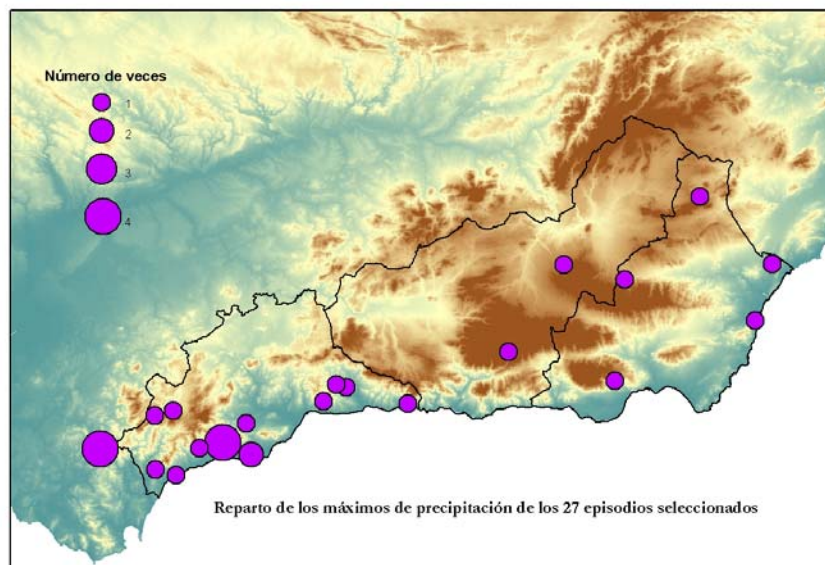 Número de veces
1
2
3
4
Reparto de los máximos de precipitación de los 27 episodios seleccionados